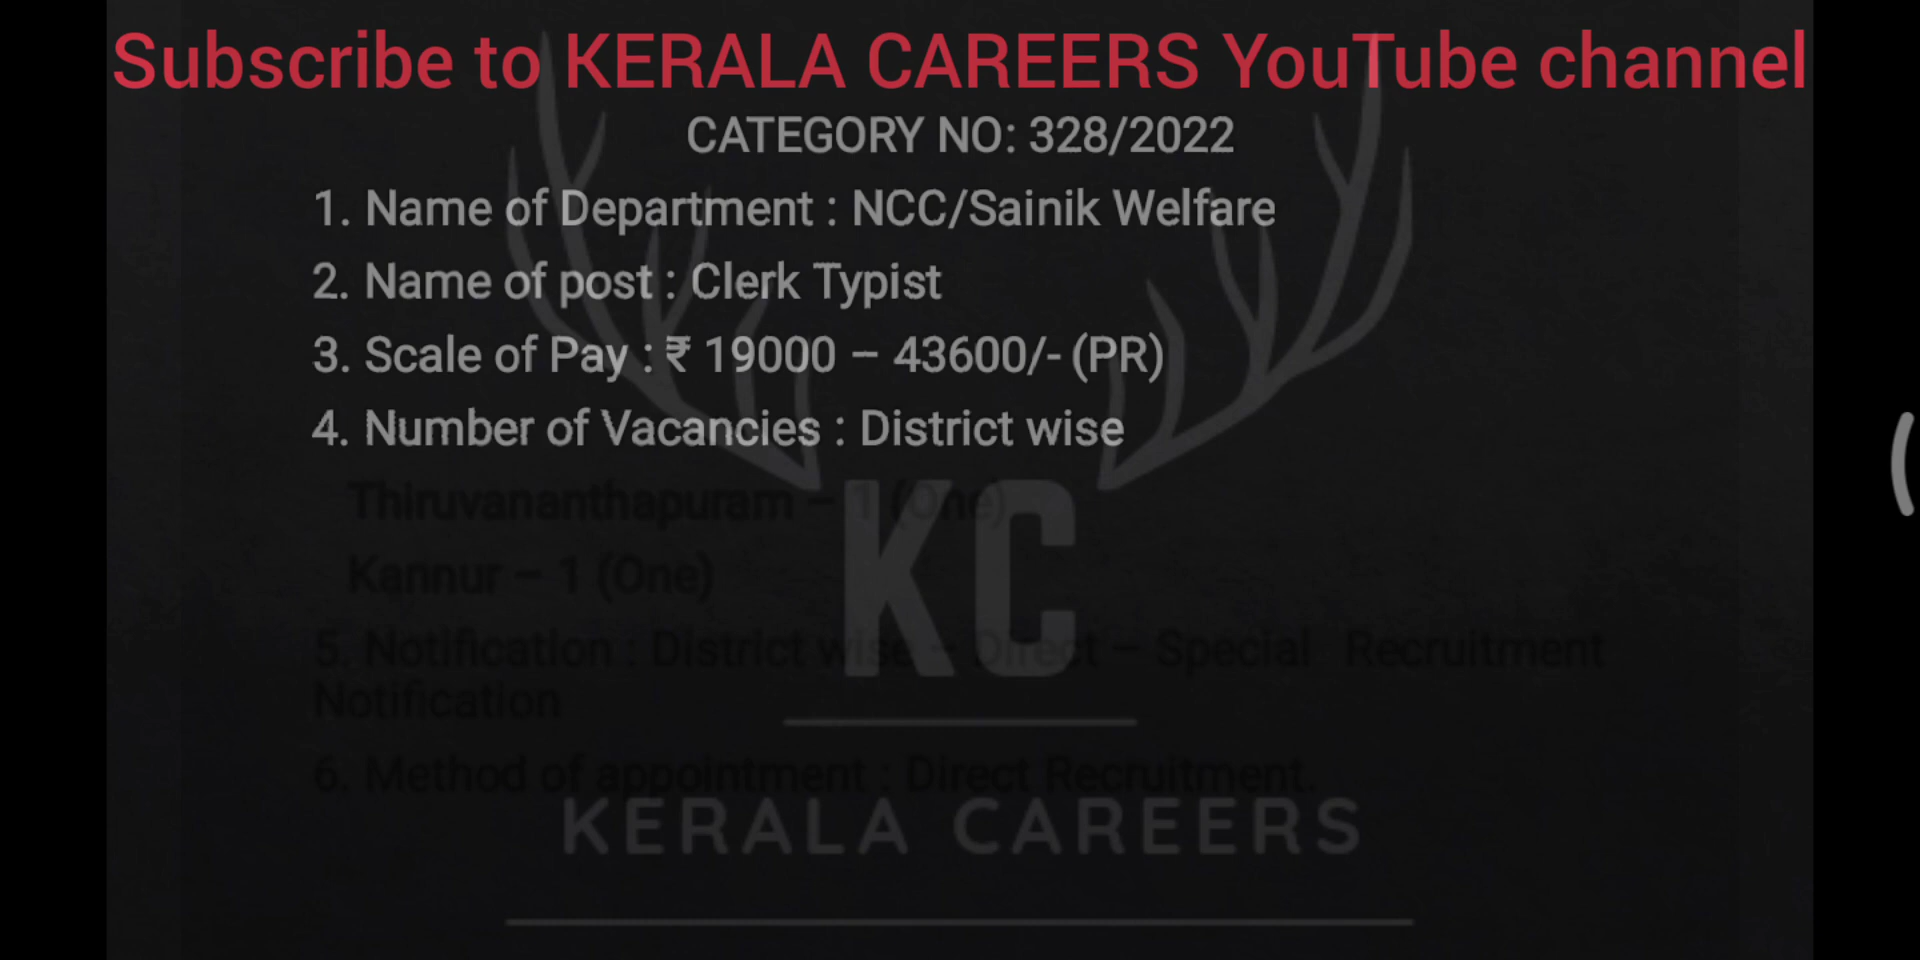 Subscribe to KERALA CAREERS YouTube channel
CATEGORY NO: 328/2022
1. Name of Department : NCC/Sainik Welfare
2. Name of post : Clerk Typist
3. Scale of Pay : ₹ 19000 – 43600/- (PR)
4. Number of Vacancies : District wise
Thiruvananthapuram – 1 (One)
Kannur – 1 (One)
5. Notification : District wise – Direct – Special Recruitment
Notification
6. Method of appointment : Direct Recruitment.
KC
KERALA CAREERS